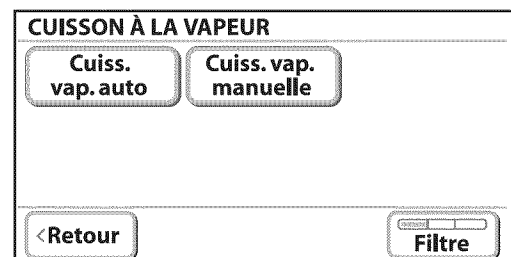 CUISSON À LA VAPEUR
Cuiss.
vap. auto
Cuiss. vap.
manuelle
<Retour
Filtre